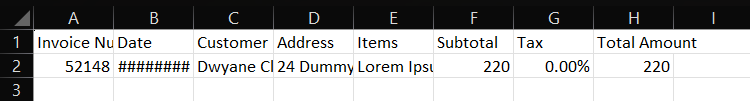 A B C D E F G H I
1 Invoice Nu Date Customer Address Items Subtotal Tax Total Amount
2 52148 ######## Dwyane Cl 24 Dummy Lorem Ipsu 220 0.00% 220
3